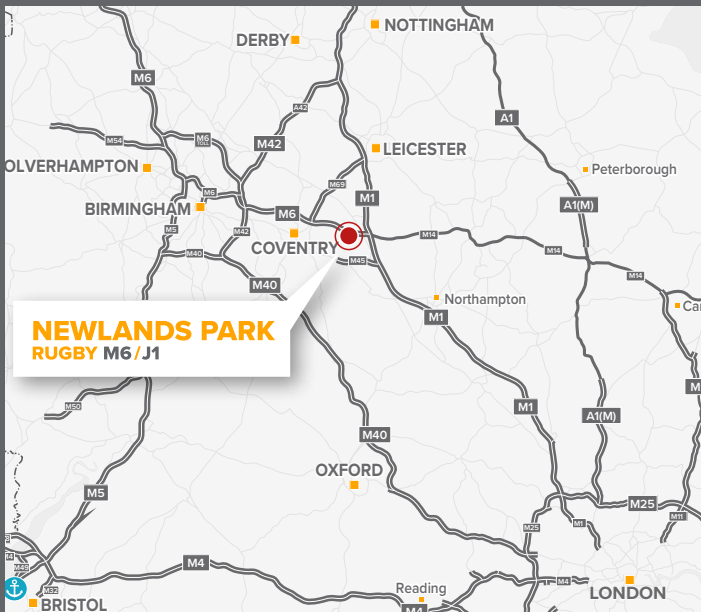 NOTTINGHAM
DERBY
M6
A42
A1
M54
M6
TOLL
M42
LEICESTER
OLVERHAMPTON
Peterborough
M69
M6
M1
A1(M)
BIRMINGHAM
M6
M5
M42
COVENTRY
M14
M14
M40
M45
M14
M40
Northampton
Car
M1
NEWLANDS PARK
RUGBY M6/J1
M
M50
M1
A1(M)
M40
OXFORD
M5
M25
M25
M1
M11
M4
M4
Reading
LONDON
M32
BRISTOL
M4